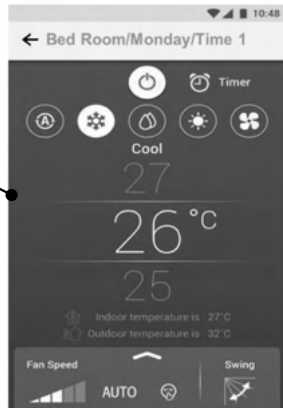 10:48
← Bed Room/Monday/Time 1
Timer
A
Cool
27
26°C
25
Indoor temperature is 27°C
Outdoor temperature is 32°C
Fan Speed
Swing
AUTO